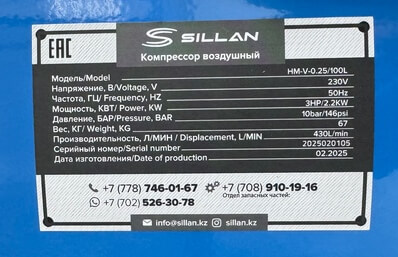 EAC
SILLAN
Компрессор воздушный
Модель/Model HM-V-0.25/100L
Напряжение, В/Voltage, V 230V
Частота, ГЦ/ Frequency, HZ 50Hz
Мощность, КВТ/ Power, KW 3HP/2.2KW
Давление, БАР/Pressure, BAR 10bar/146psi
Вес, КГ/ Weight, KG 67
Производитель, Л/МИН / Displacement, L/MIN 430L/min
Серийный номер/Serial number 2025020105
Дата изготовления/Date of production 02.2025
+7 (778) 746-01-67 +7 (708) 910-19-16
Отдел запасных частей:
+7 (702) 526-30-78
info@sillan.kz sillan.kz